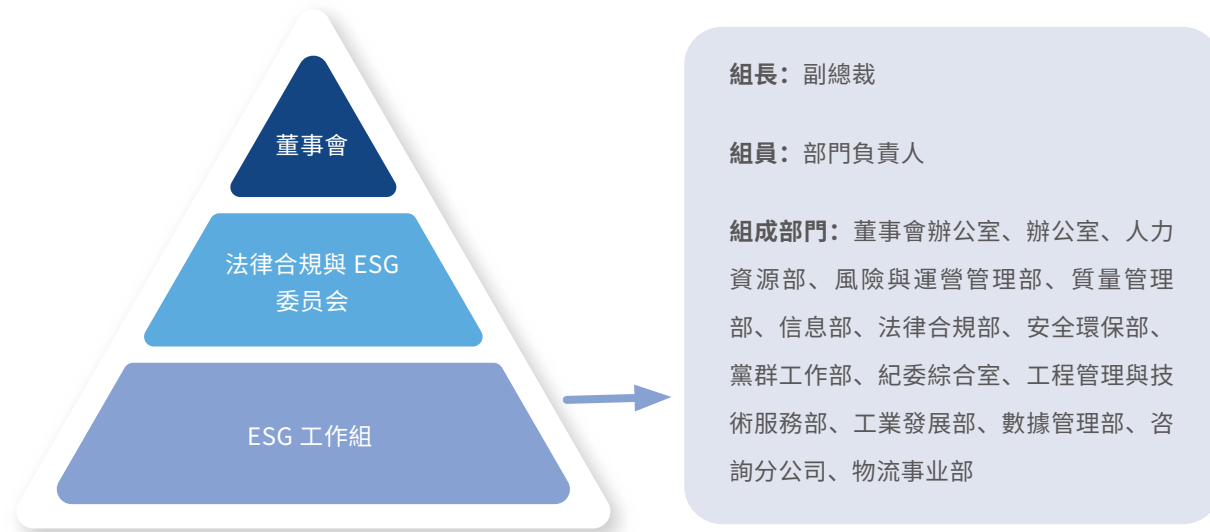 董事會
法律合規與 ESG
委员会
ESG 工作組
組長：副總裁
組員：部門負責人
組成部門：董事會辦公室、辦公室、人力
資源部、風險與運營管理部、質量管理
部、信息部、法律合規部、安全環保部、
黨群工作部、紀委綜合室、工程管理與技
術服務部、工業發展部、數據管理部、咨
詢分公司、物流事业部